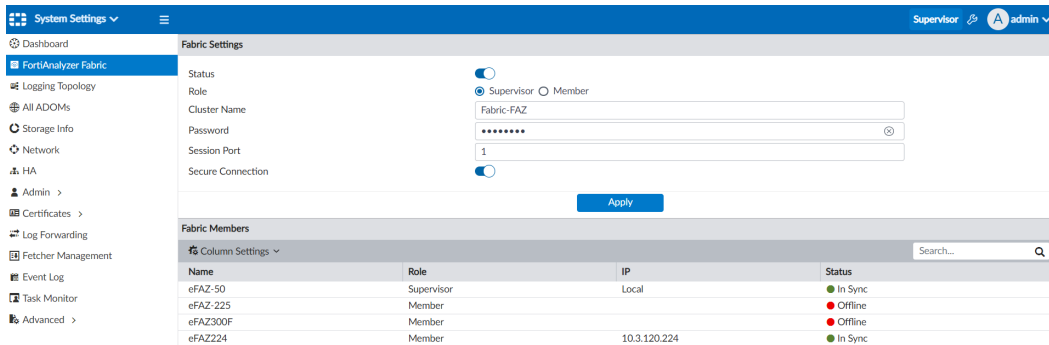 System Settings
Supervisor
A admin
Dashboard
FortiAnalyzer Fabric
Logging Topology
All ADOMs
Storage Info
Network
HA
Admin
Certificates
Log Forwarding
Fetcher Management
Event Log
Task Monitor
Advanced
Fabric Settings
Status
Role Supervisor Member
Cluster Name Fabric-FAZ
Password ••••••••
Session Port 1
Secure Connection
Apply
Fabric Members
Column Settings Search...
Name Role IP Status
eFAZ-50 Supervisor Local In Sync
eFAZ-225 Member Offline
eFAZ300F Member Offline
eFAZ224 Member 10.3.120.224 In Sync